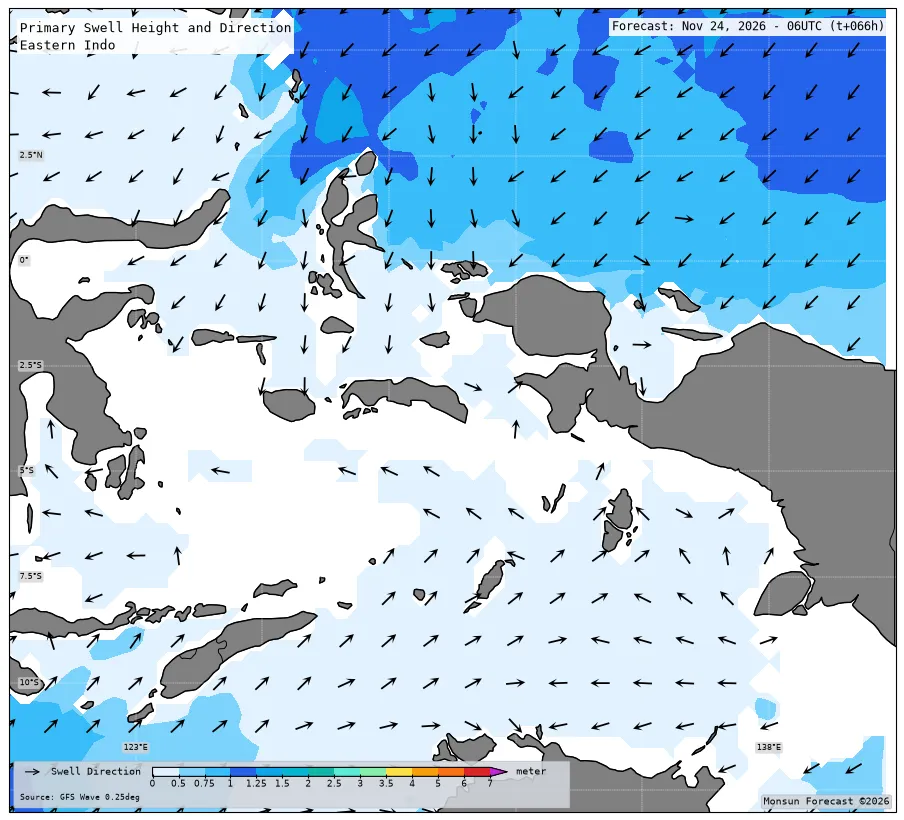 Primary Swell Height and Direction
Eastern Indo
Forecast: Nov 24, 2026 - 06UTC (t+066h)
2.5°N
0°
2.5°S
5°S
7.5°S
10°S
123°E
138°E
Swell Direction
meter
0 0.5 0.75 1 1.25 1.5 2 2.5 3 3.5 4 5 6 7
Source: GFS Wave 0.25deg
Monsun Forecast ©2026